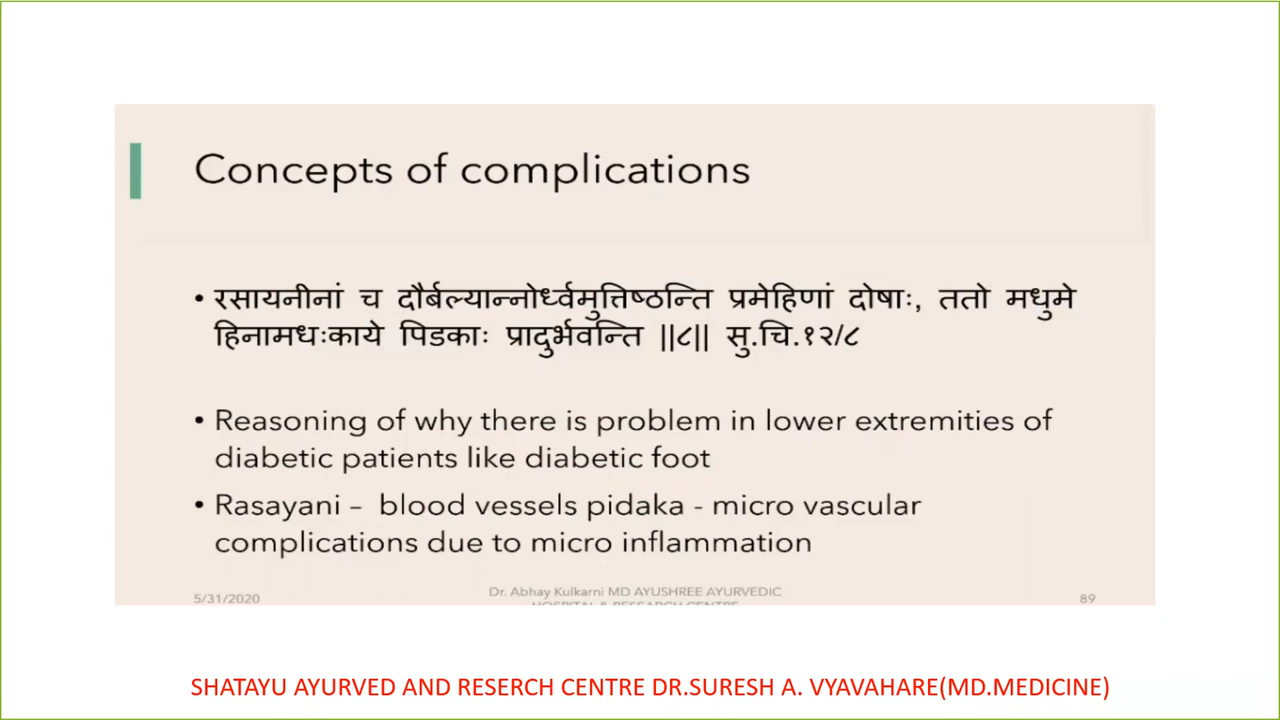 Concepts of complications
• रसायनीनां च दौर्बल्यान्नोर्ध्वमुत्तिष्ठन्ति प्रमेहिणां दोषाः, ततो मधुमे
हिनामधःकाये पिडकाः प्रादुर्भवन्ति ||८|| सु.चि.१२/८
• Reasoning of why there is problem in lower extremities of
diabetic patients like diabetic foot
• Rasayani – blood vessels pidaka - micro vascular
complications due to micro inflammation
5/31/2020
Dr. Abhay Kulkarni MD AYUSHREE AYURVEDIC
HOSPITAL & RESEARCH CENTRE
89
SHATAYU AYURVED AND RESERCH CENTRE DR.SURESH A. VYAVAHARE(MD.MEDICINE)